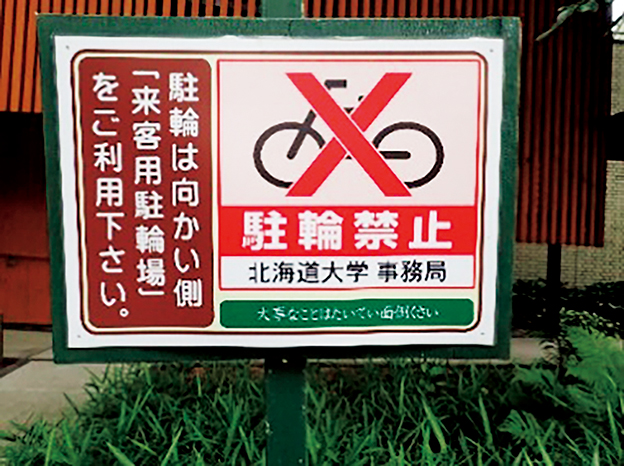 駐輪は向かい側
「来客用駐輪場」
をご利用下さい。
駐輪禁止
北海道大学 事務局
大事なことはたいてい面倒くさい